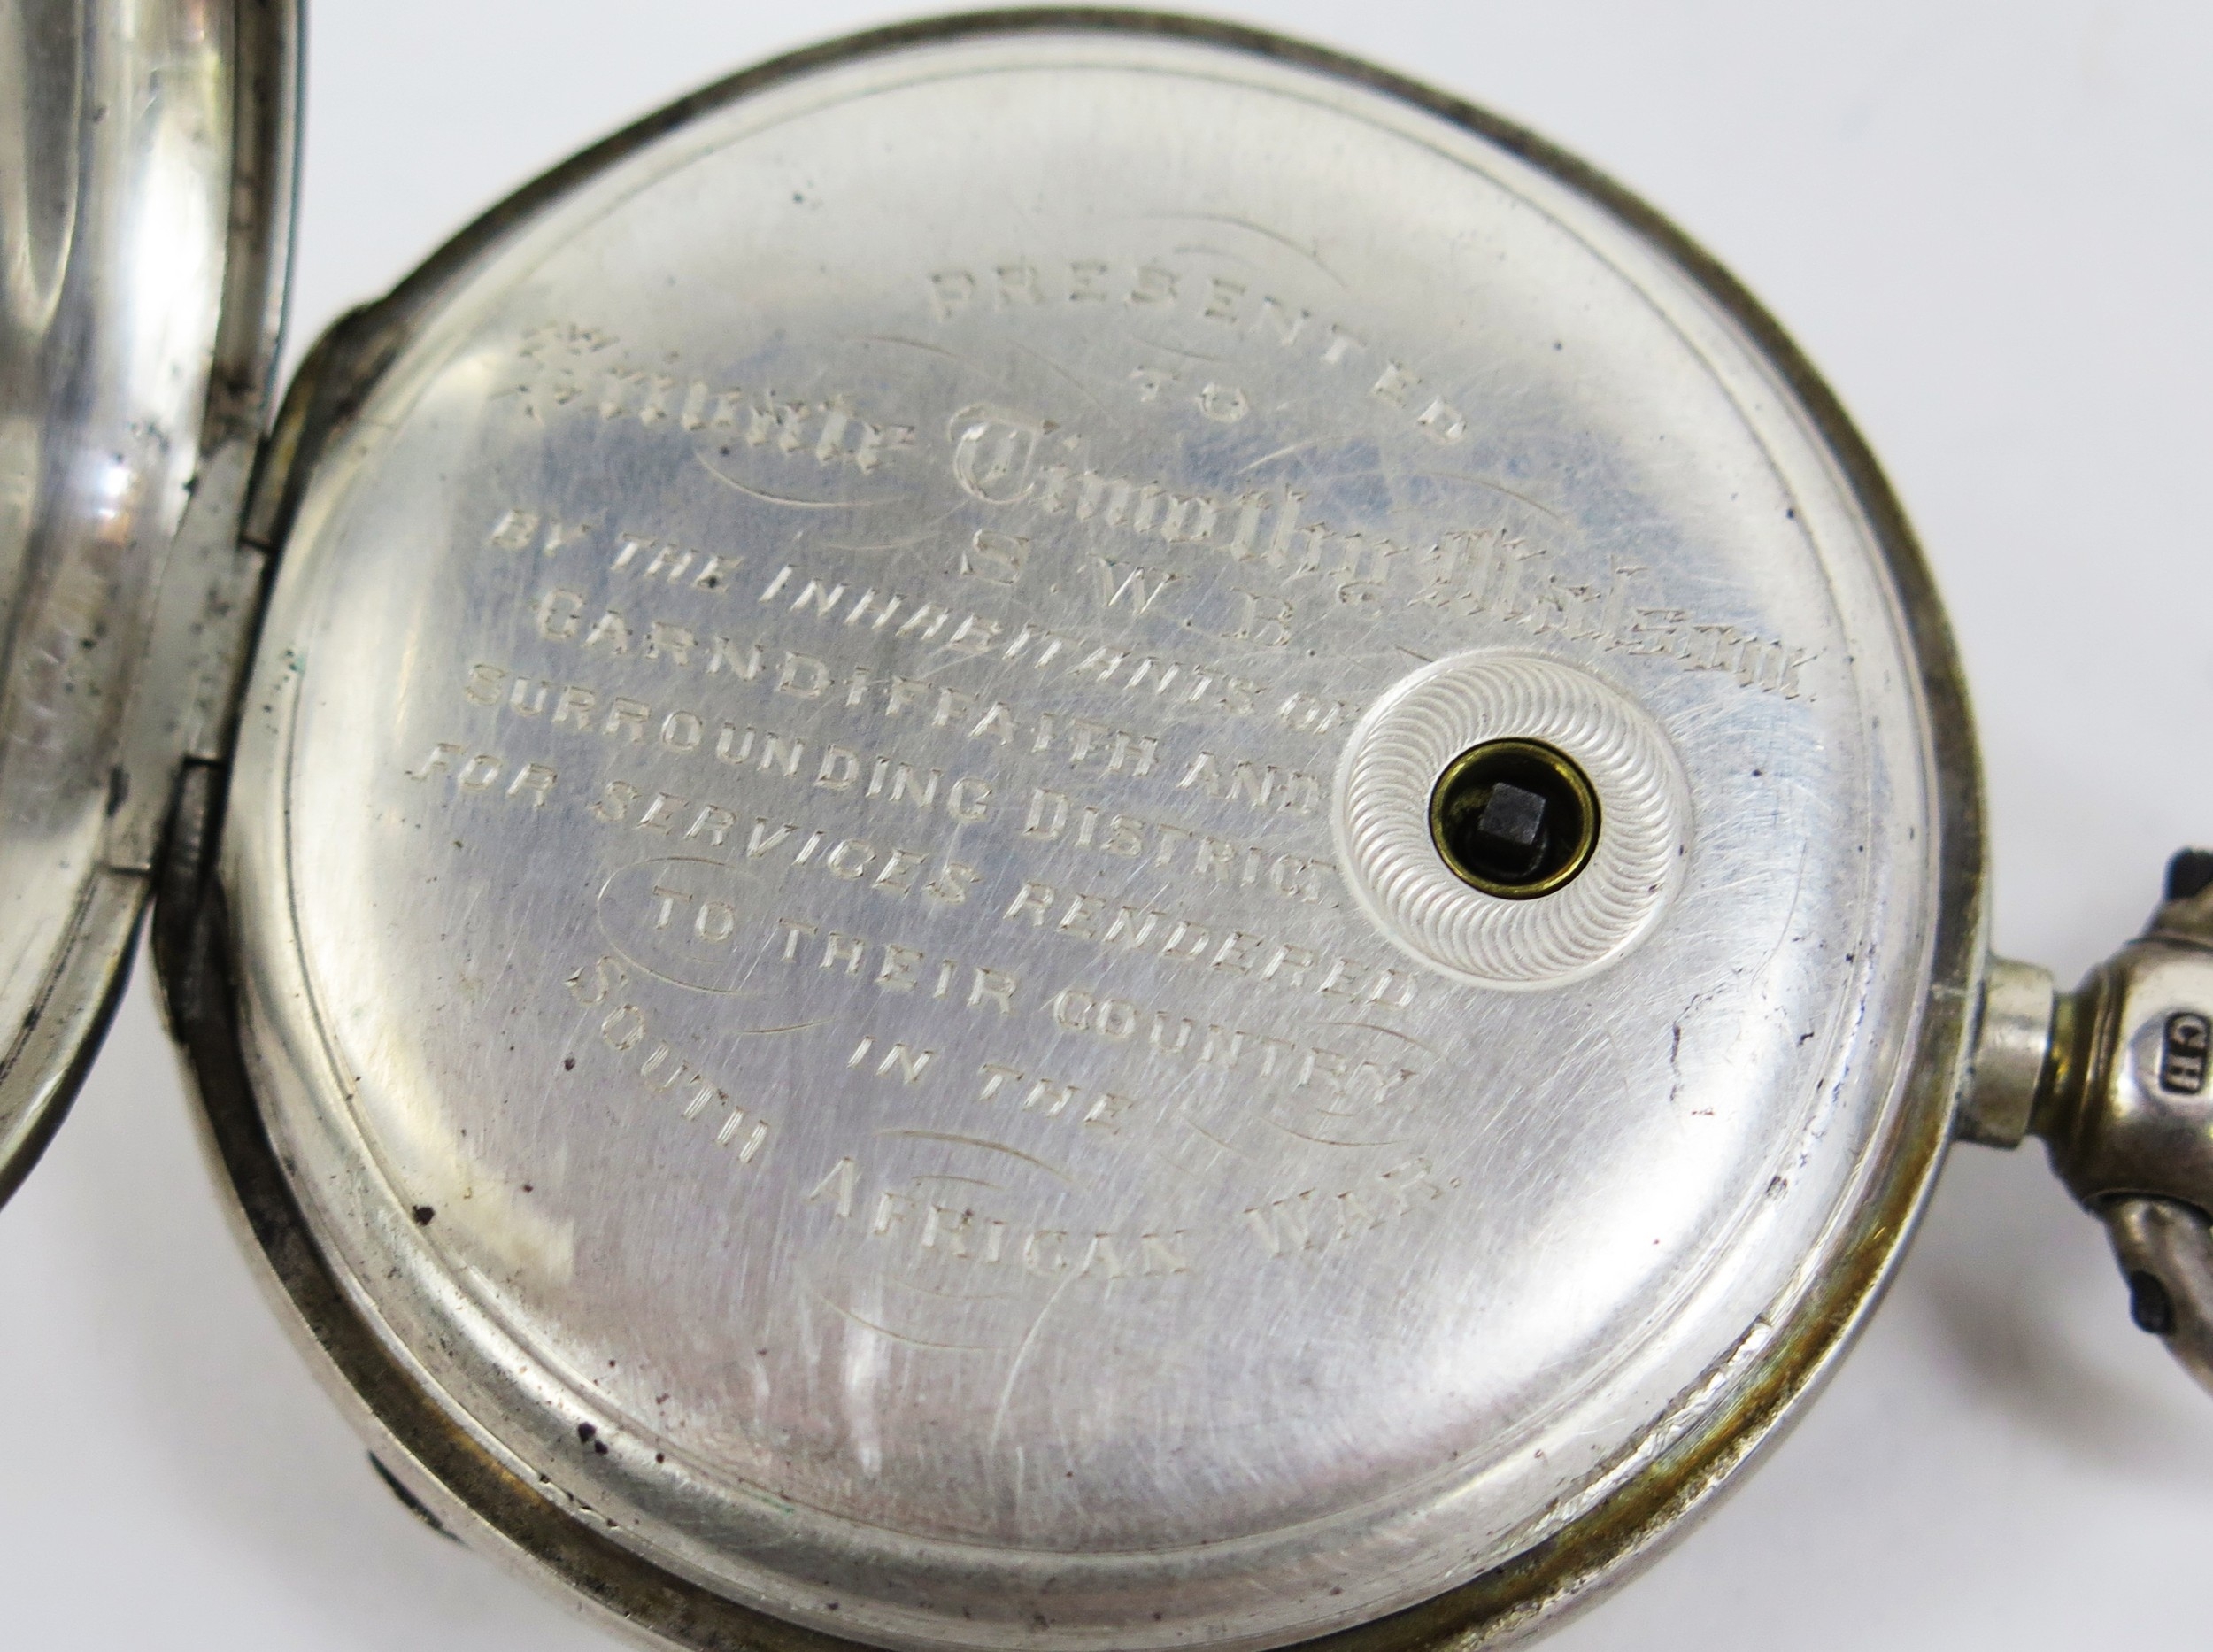 PRESENTED
TO
Private Timothy Watson
S. W. B.
BY THE INHABITANTS OF
GARNDIFFAITH AND
SURROUNDING DISTRICT.
FOR SERVICES RENDERED
TO THEIR COUNTRY
IN THE
SOUTH AFRICAN WAR.
CH